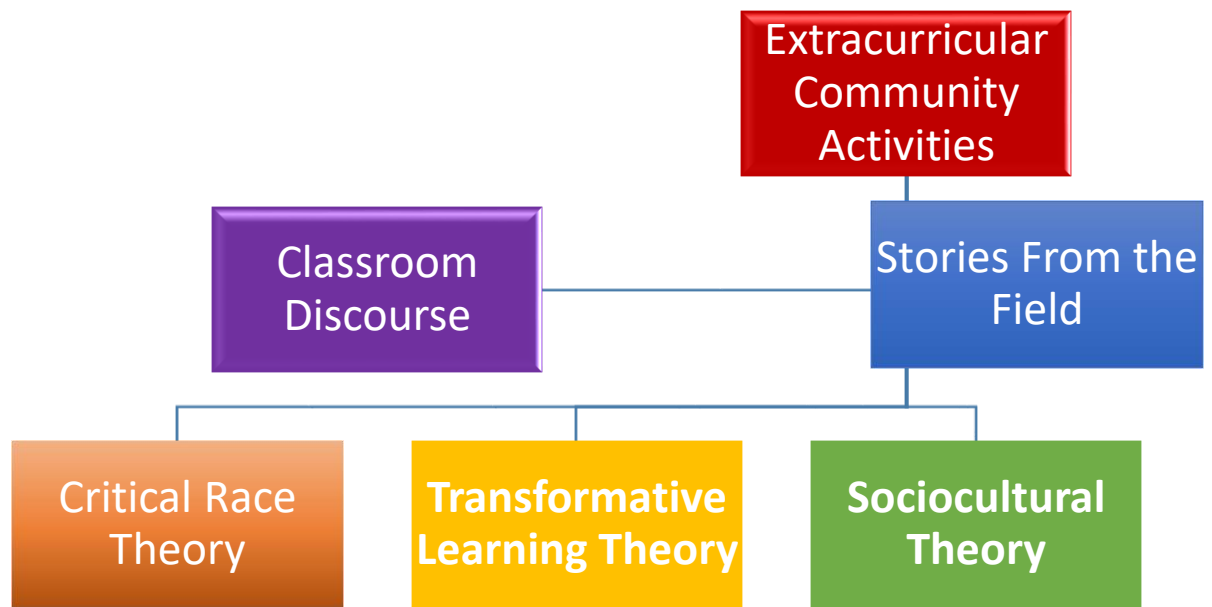 Extracurricular
Community
Activities
Classroom
Discourse
Stories From the
Field
Critical Race
Theory
Transformative
Learning Theory
Sociocultural
Theory